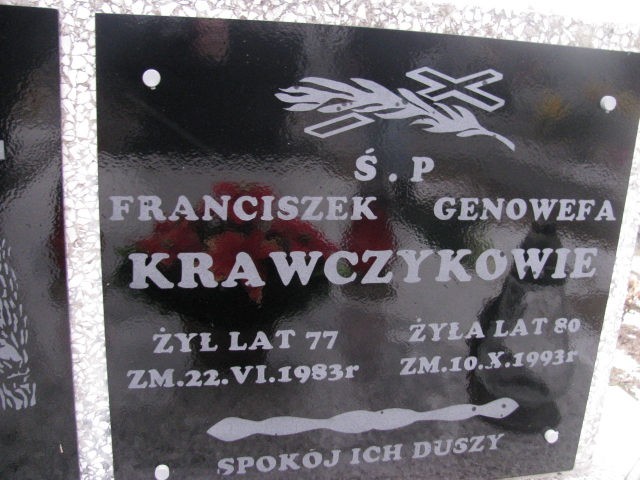 Ś.P
FRANCISZEK GENOWEFA
KRAWCZYKOWIE
ŻYŁ LAT 77 ŻYŁA LAT 80
ZM.22.VI.1983r ZM.10.X.1993r
SPOKÓJ ICH DUSZY